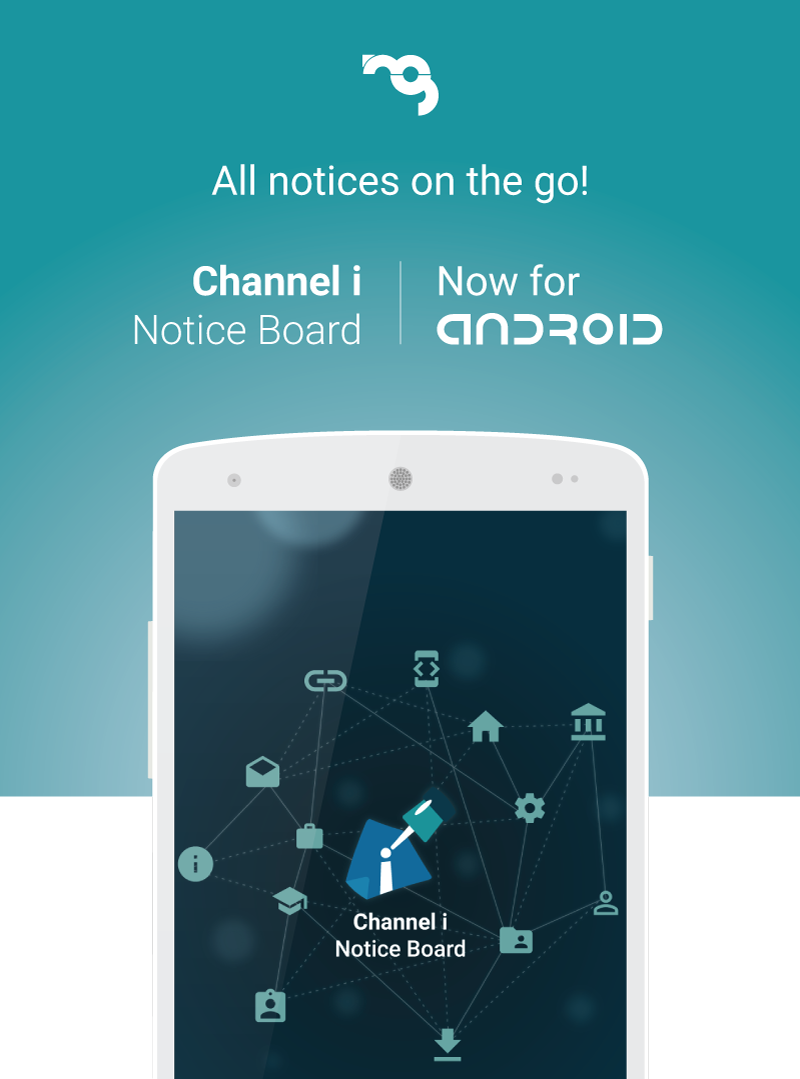 All notices on the go!
Channel i
Notice Board
Now for
ANDROID
Channel i
Notice Board